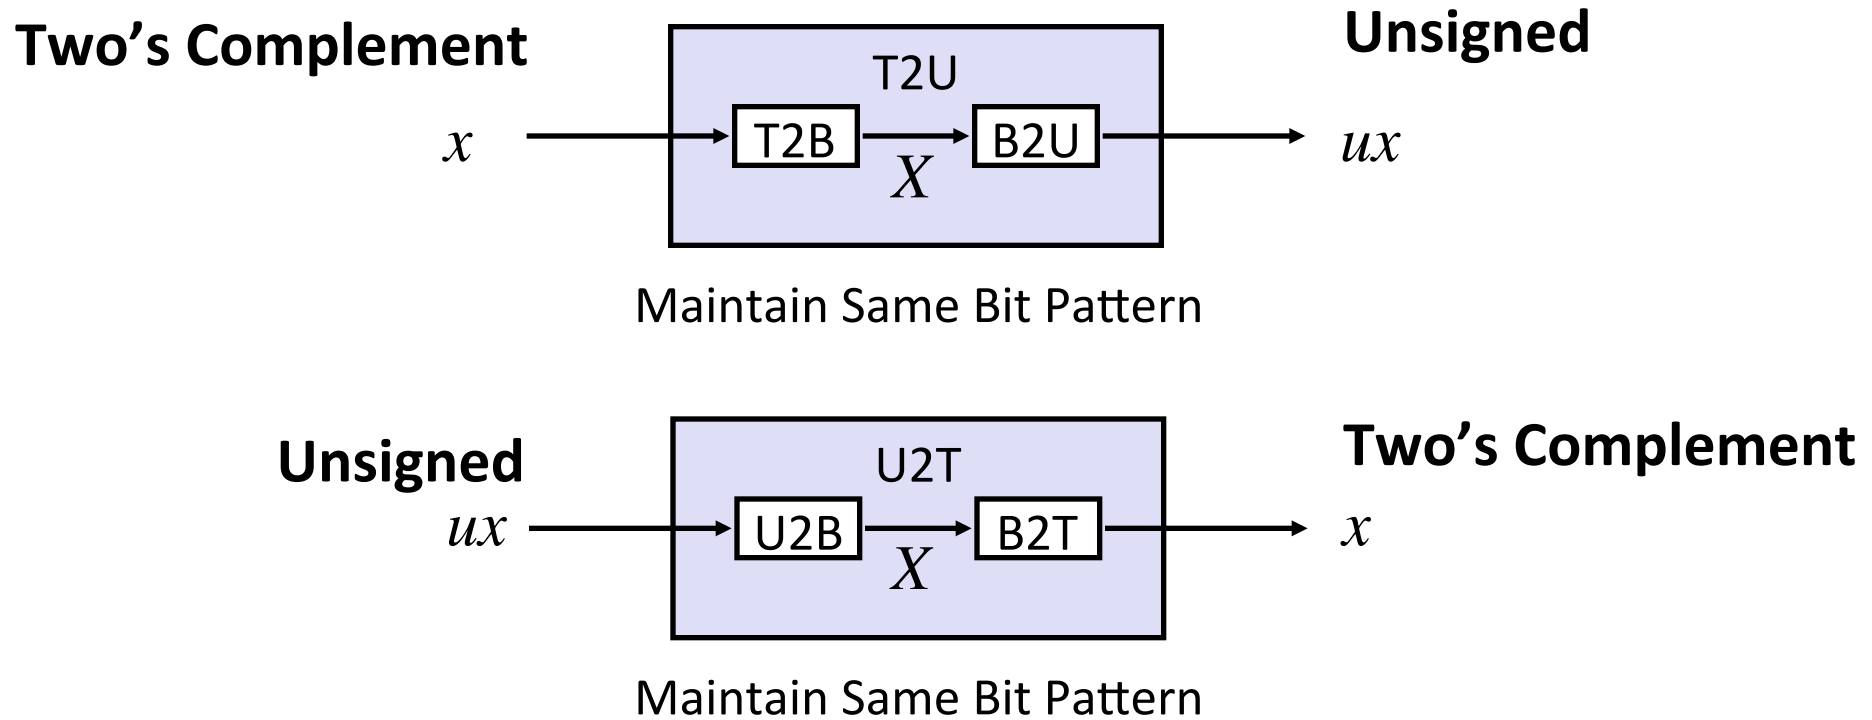 Two’s Complement
Unsigned
T2U
x
T2B
X
B2U
ux
Maintain Same Bit Pattern
Unsigned
Two’s Complement
U2T
ux
U2B
X
B2T
x
Maintain Same Bit Pattern